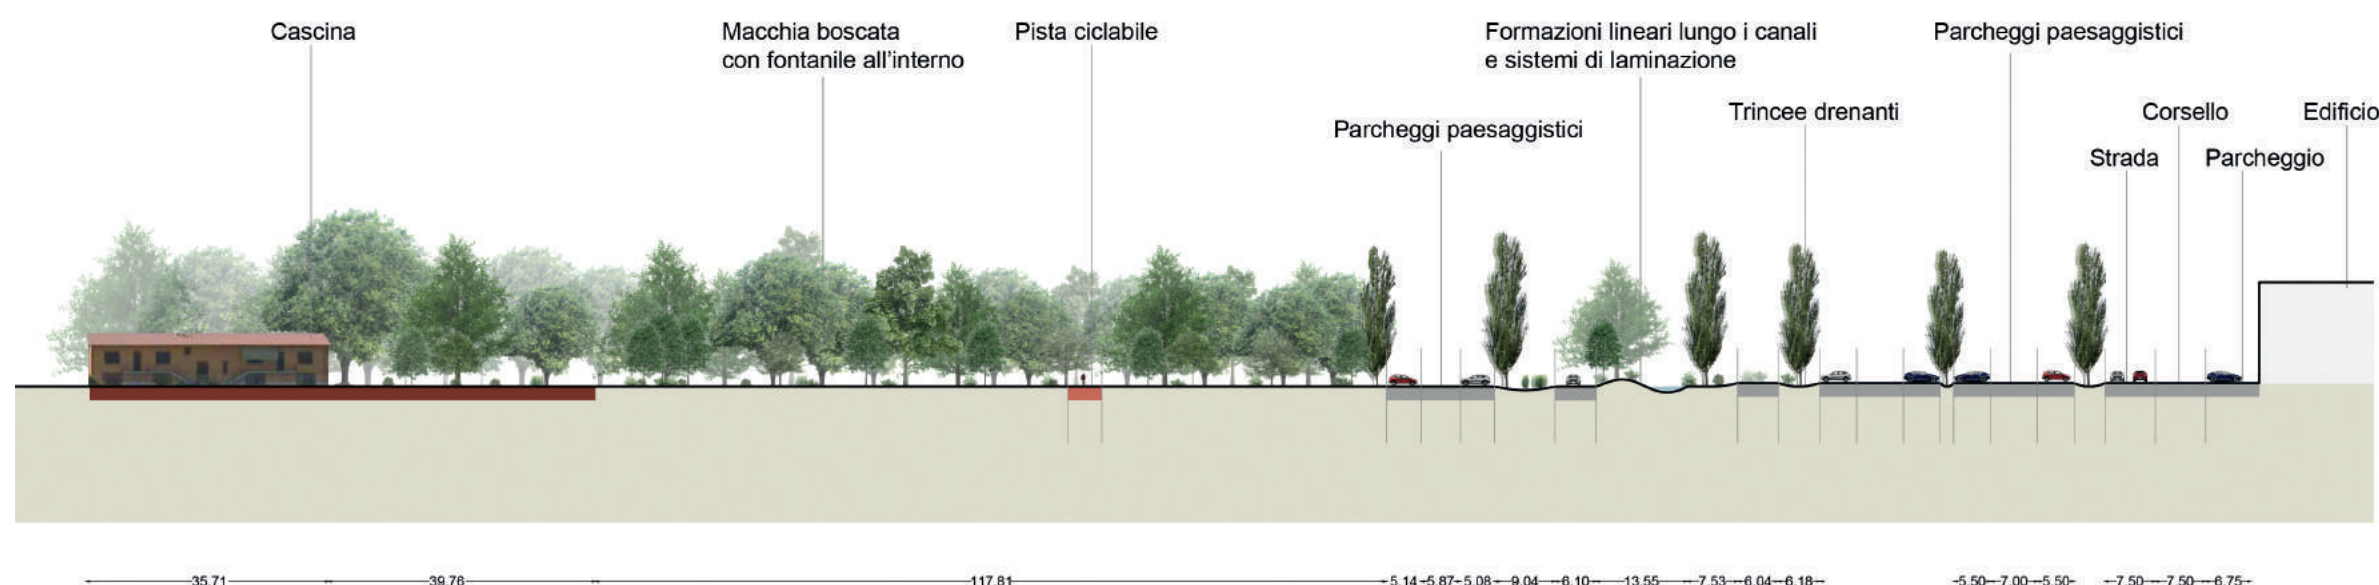 Cascina
Macchia boscata
con fontanile all'interno
Pista ciclabile
Formazioni lineari lungo i canali
e sistemi di laminazione
Parcheggi paesaggistici
Parcheggi paesaggistici
Trincee drenanti
Corsello
Edificio
Strada
Parcheggio
35.71 39.76 117.81 5.14 5.87 5.08 9.04 6.10 13.55 7.53 6.04 6.18 5.50 7.00 5.50 7.50 7.50 6.75